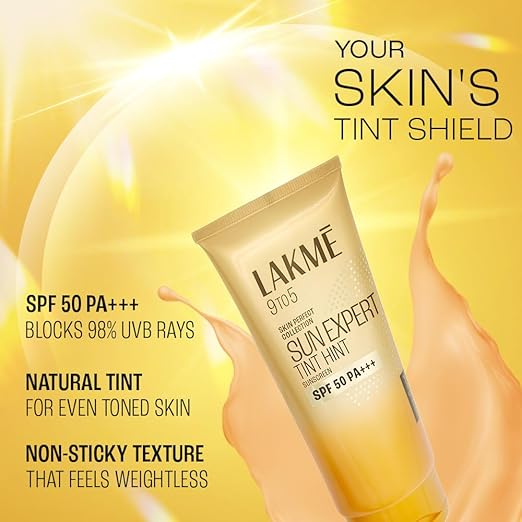 YOUR
SKIN'S
TINT SHIELD
LAKMĒ
9TO5
SKIN PERFECT
COLLECTION
SUN EXPERT
TINT HINT
SUNSCREEN
SPF 50 PA+++
SPF 50 PA+++
BLOCKS 98% UVB RAYS
NATURAL TINT
FOR EVEN TONED SKIN
NON-STICKY TEXTURE
THAT FEELS WEIGHTLESS